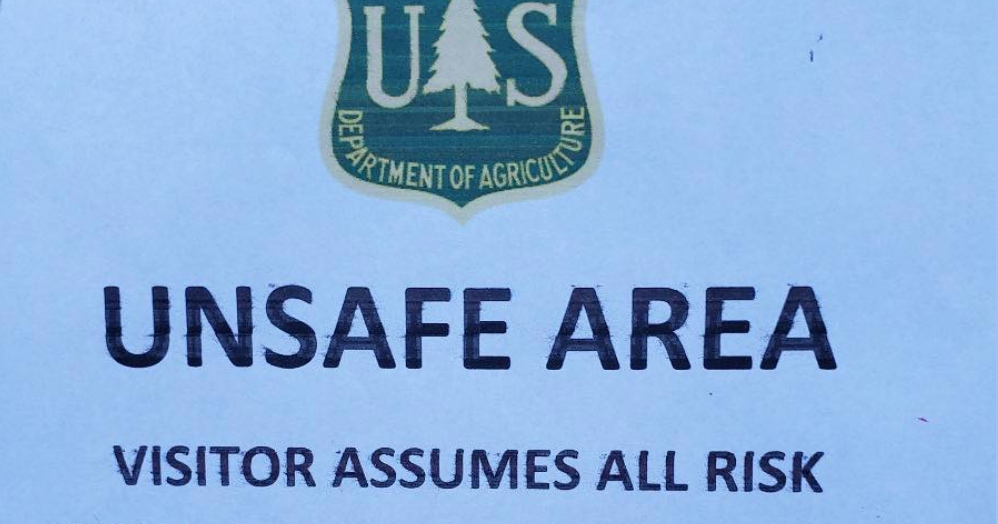 U S
DEPARTMENT OF AGRICULTURE
UNSAFE AREA
VISITOR ASSUMES ALL RISK